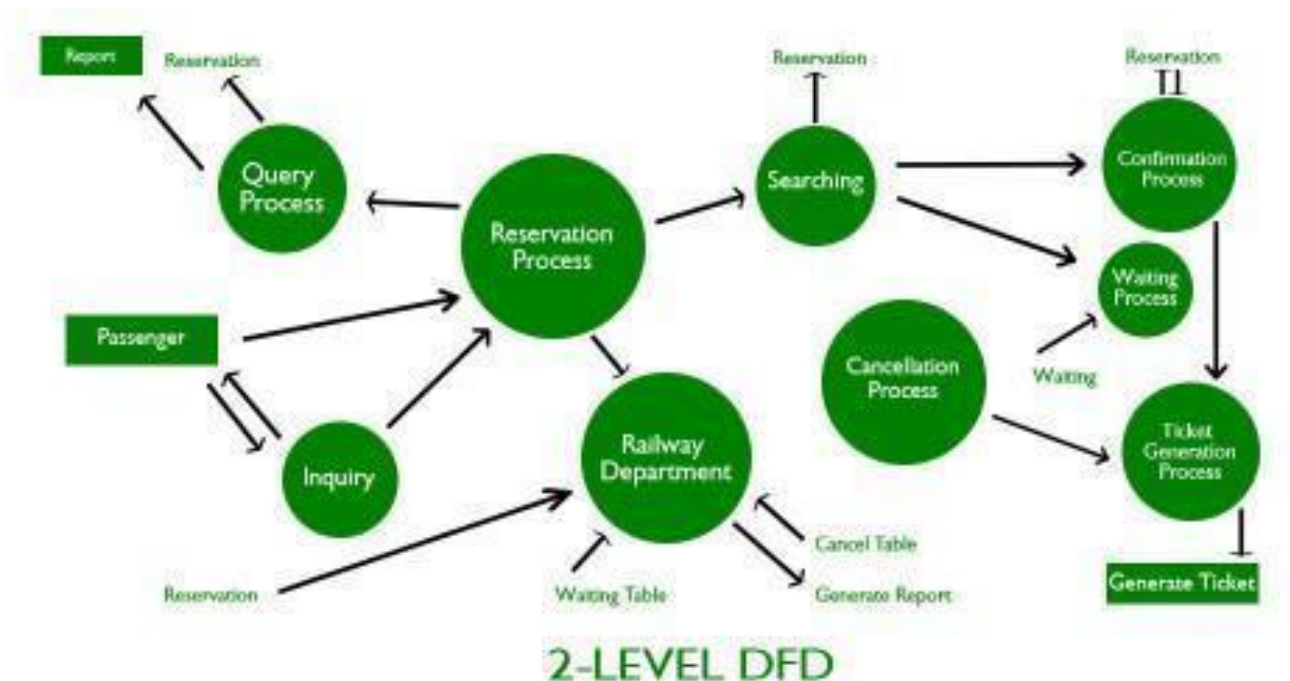 Report
Reservation
Reservation
Reservation
Query
Process
Searching
Confirmation
Process
Reservation
Process
Waiting
Process
Passenger
Cancellation
Process
Waiting
Railway
Department
Ticket
Generation
Process
Inquiry
Cancel Table
Reservation
Waiting Table
Generate Report
Generate Ticket
2-LEVEL DFD